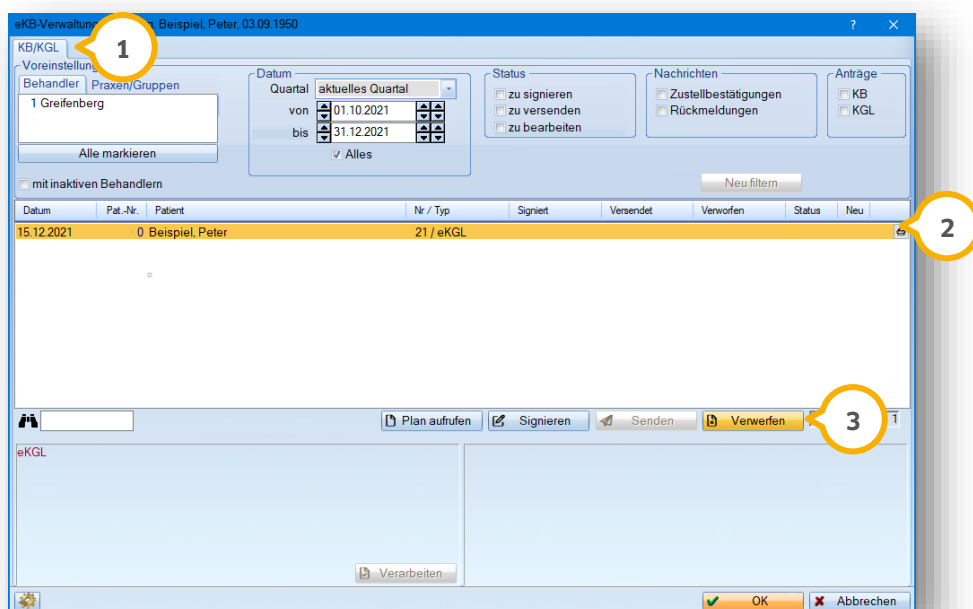 eKB-Verwaltung Beispiel, Peter, 03.09.1950 ?
KB/KGL
1
Voreinstellung
Behandler Praxen/Gruppen
1 Greifenberg
Alle markieren
mit inaktiven Behandlern
Datum
Quartal aktuelles Quartal
von 01.10.2021
bis 31.12.2021
Alles
Status
zu signieren
zu versenden
zu bearbeiten
Nachrichten
Zustellbestätigungen
Rückmeldungen
Anträge
KB
KGL
Neu filtern
Datum Pat.-Nr. Patient Nr / Typ Signiert Versendet Verworfen Status Neu
15.12.2021 0 Beispiel, Peter 21 / eKGL
2
Plan aufrufen Signieren Senden Verwerfen 1
3
eKGL
Verarbeiten
OK Abbrechen